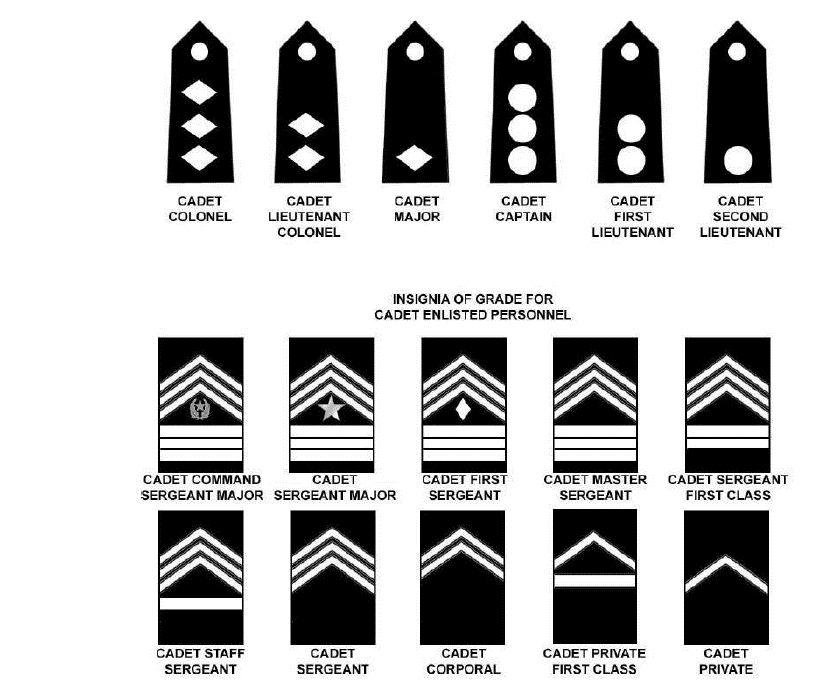 CADET COLONEL
CADET LIEUTENANT COLONEL
CADET MAJOR
CADET CAPTAIN
CADET FIRST LIEUTENANT
CADET SECOND LIEUTENANT
INSIGNIA OF GRADE FOR
CADET ENLISTED PERSONNEL
CADET COMMAND SERGEANT MAJOR
CADET SERGEANT MAJOR
CADET FIRST SERGEANT
CADET MASTER SERGEANT
CADET SERGEANT FIRST CLASS
CADET STAFF SERGEANT
CADET SERGEANT
CADET CORPORAL
CADET PRIVATE FIRST CLASS
CADET PRIVATE